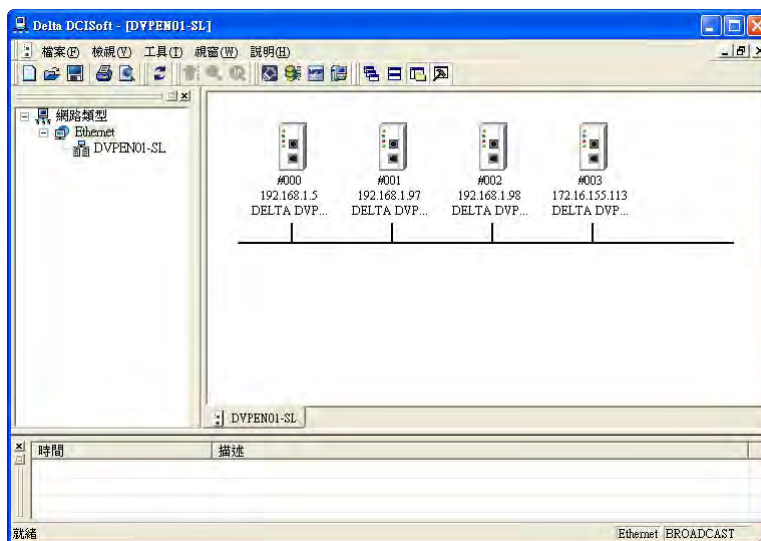 Delta DCISoft - [DVPEN01-SL]
檔案(F) 檢視(V) 工具(T) 視窗(W) 說明(H)
網路類型
Ethernet
DVPEN01-SL
#000 #001 #002 #003
192.168.1.5 192.168.1.97 192.168.1.98 172.16.155.113
DELTA DVP... DELTA DVP... DELTA DVP... DELTA DVP...
DVPEN01-SL
時間 描述
就緒 Ethernet BROADCAST